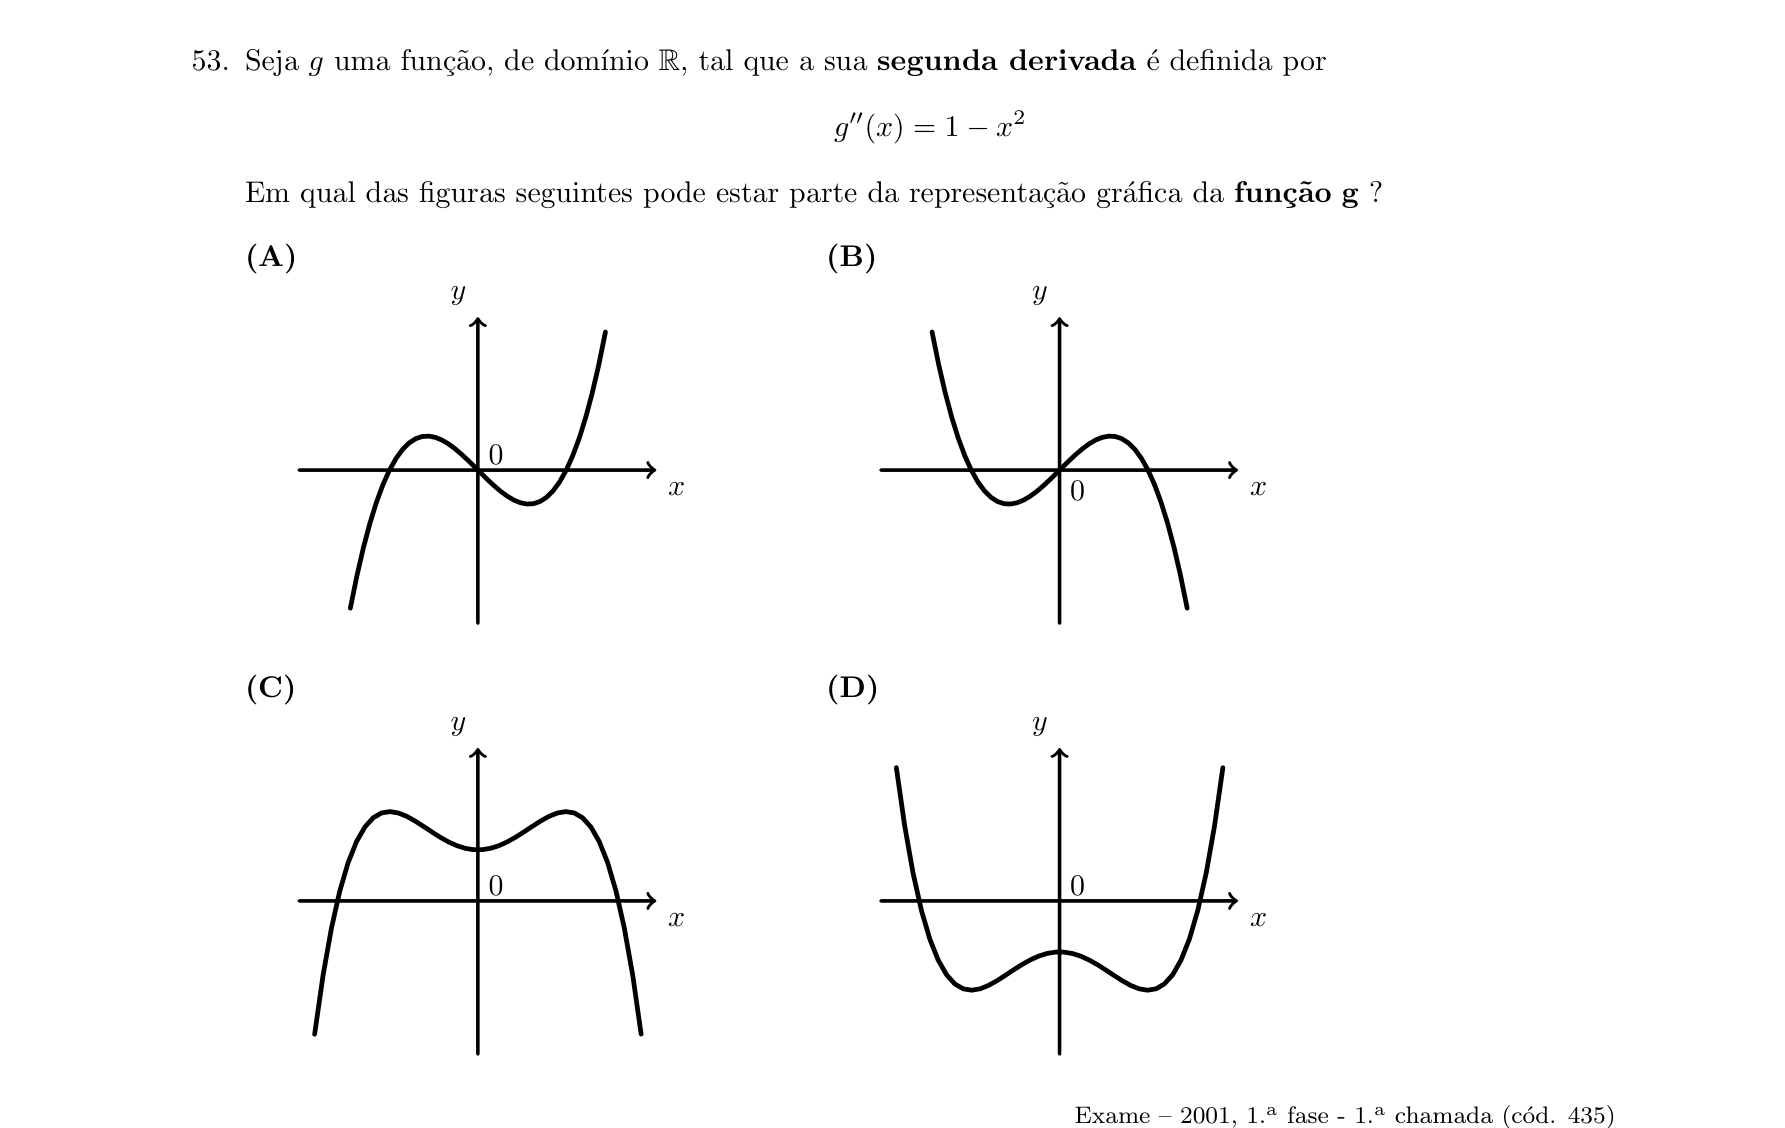 53. Seja g uma função, de domínio ℝ, tal que a sua segunda derivada é definida por
g′′(x) = 1 − x²
Em qual das figuras seguintes pode estar parte da representação gráfica da função g ?
(A) (B)
y y
0 0
x x
(C) (D)
y y
0 0
x x
Exame – 2001, 1.ª fase - 1.ª chamada (cód. 435)